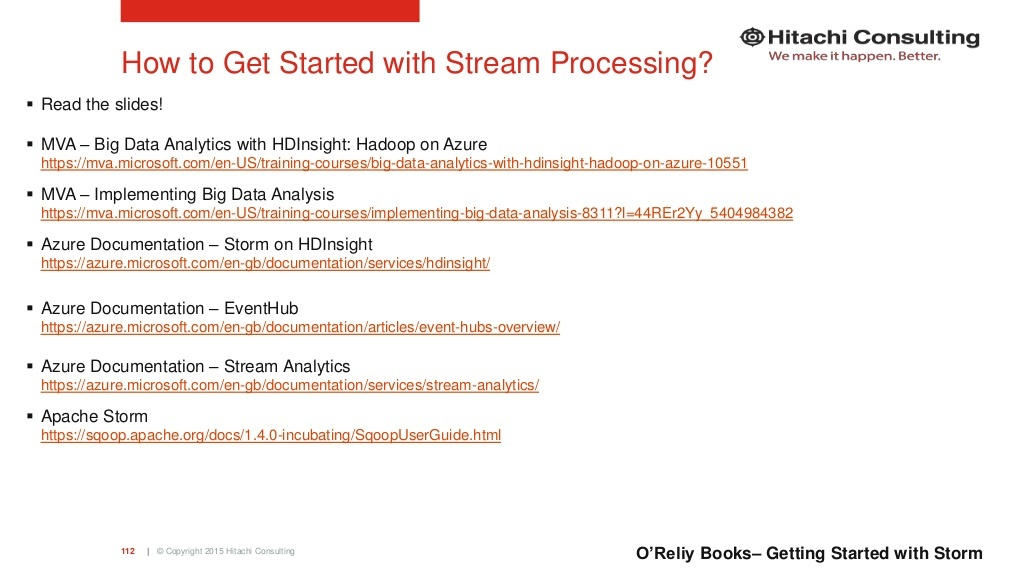 Hitachi Consulting
We make it happen. Better.
How to Get Started with Stream Processing?
▪ Read the slides!
▪ MVA – Big Data Analytics with HDInsight: Hadoop on Azure
https://mva.microsoft.com/en-US/training-courses/big-data-analytics-with-hdinsight-hadoop-on-azure-10551
▪ MVA – Implementing Big Data Analysis
https://mva.microsoft.com/en-US/training-courses/implementing-big-data-analysis-8311?l=44REr2Yy_5404984382
▪ Azure Documentation – Storm on HDInsight
https://azure.microsoft.com/en-gb/documentation/services/hdinsight/
▪ Azure Documentation – EventHub
https://azure.microsoft.com/en-gb/documentation/articles/event-hubs-overview/
▪ Azure Documentation – Stream Analytics
https://azure.microsoft.com/en-gb/documentation/services/stream-analytics/
▪ Apache Storm
https://sqoop.apache.org/docs/1.4.0-incubating/SqoopUserGuide.html
112 | © Copyright 2015 Hitachi Consulting
O’Reliy Books– Getting Started with Storm